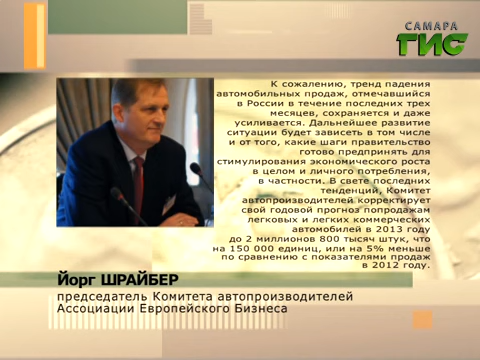 САМАРА
ГИС
К сожалению, тренд падения
автомобильных продаж, отмечавшийся
в России в течение последних трех
месяцев, сохраняется и даже
усиливается. Дальнейшее развитие
ситуации будет зависеть в том числе
и от того, какие шаги правительство
готово предпринять для
стимулирования экономического роста
в целом и личного потребления,
в частности. В свете последних
тенденций, Комитет
автопроизводителей корректирует
свой годовой прогноз попродажам
легковых и легких коммерческих
автомобилей в 2013 году
до 2 миллионов 800 тысяч штук, что
на 150 000 единиц, или на 5% меньше
по сравнению с показателями продаж
в 2012 году.
Йорг ШРАЙБЕР
председатель Комитета автопроизводителей
Ассоциации Европейского Бизнеса